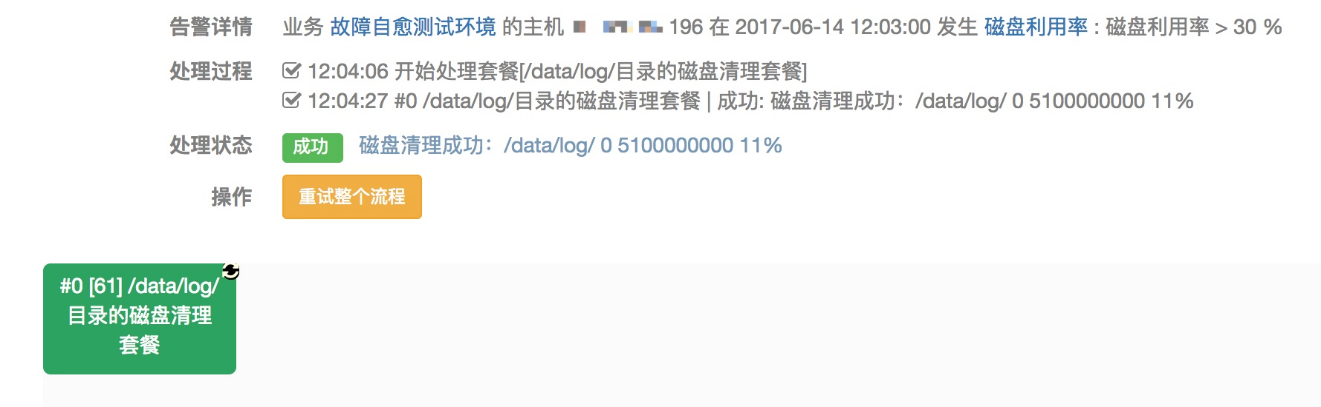 告警详情 业务 故障自愈测试环境 的主机 196 在 2017-06-14 12:03:00 发生 磁盘利用率 : 磁盘利用率 > 30 %
处理过程 12:04:06 开始处理套餐[/data/log/目录的磁盘清理套餐]
12:04:27 #0 /data/log/目录的磁盘清理套餐 | 成功: 磁盘清理成功：/data/log/ 0 5100000000 11%
处理状态 成功 磁盘清理成功：/data/log/ 0 5100000000 11%
操作 重试整个流程
#0 [61] /data/log/
目录的磁盘清理
套餐